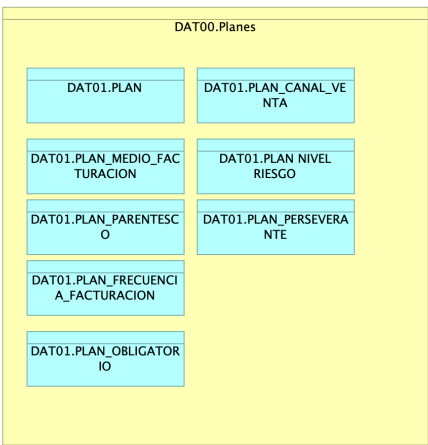 DAT00.Planes
DAT01.PLAN
DAT01.PLAN_CANAL_VE
NTA
DAT01.PLAN_MEDIO_FAC
TURACION
DAT01.PLAN NIVEL
RIESGO
DAT01.PLAN_PARENTESC
O
DAT01.PLAN_PERSEVERA
NTE
DAT01.PLAN_FRECUENCI
A_FACTURACION
DAT01.PLAN_OBLIGATOR
IO